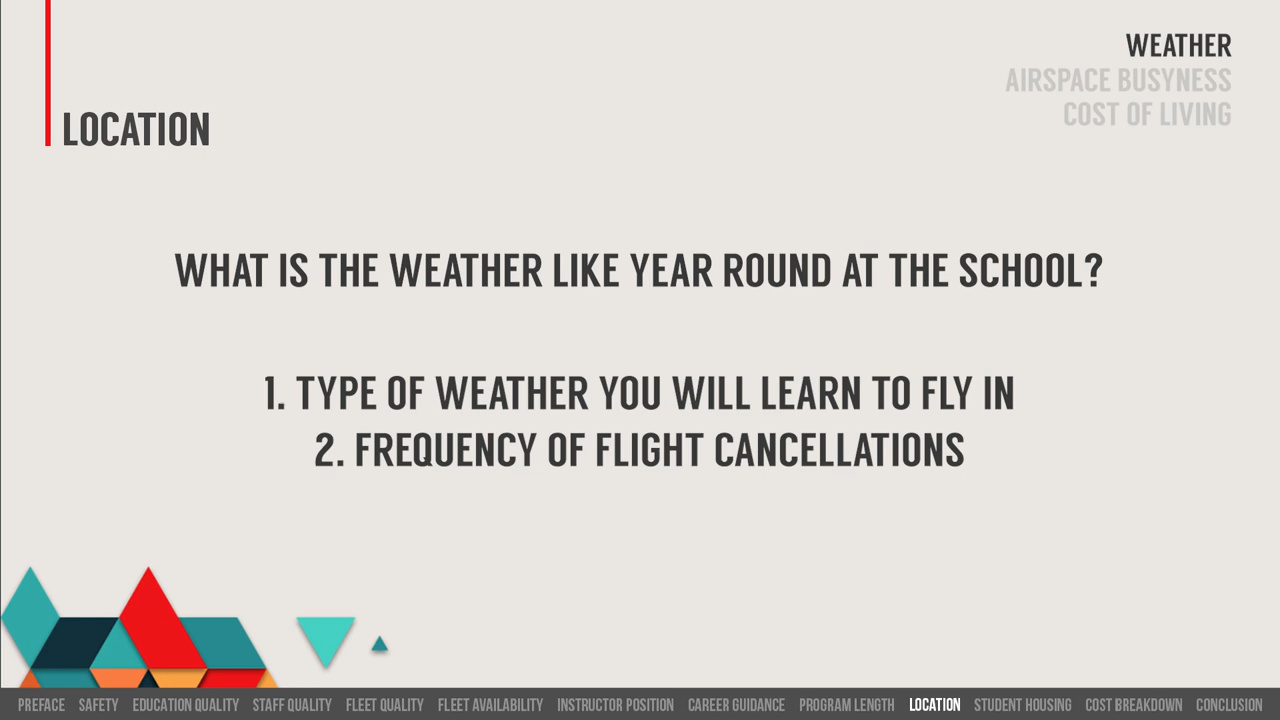 WEATHER
AIRSPACE BUSYNESS
COST OF LIVING
LOCATION
WHAT IS THE WEATHER LIKE YEAR ROUND AT THE SCHOOL?
1. TYPE OF WEATHER YOU WILL LEARN TO FLY IN
2. FREQUENCY OF FLIGHT CANCELLATIONS
PREFACE SAFETY EDUCATION QUALITY STAFF QUALITY FLEET QUALITY FLEET AVAILABILITY INSTRUCTOR POSITION CAREER GUIDANCE PROGRAM LENGTH LOCATION STUDENT HOUSING COST BREAKDOWN CONCLUSION